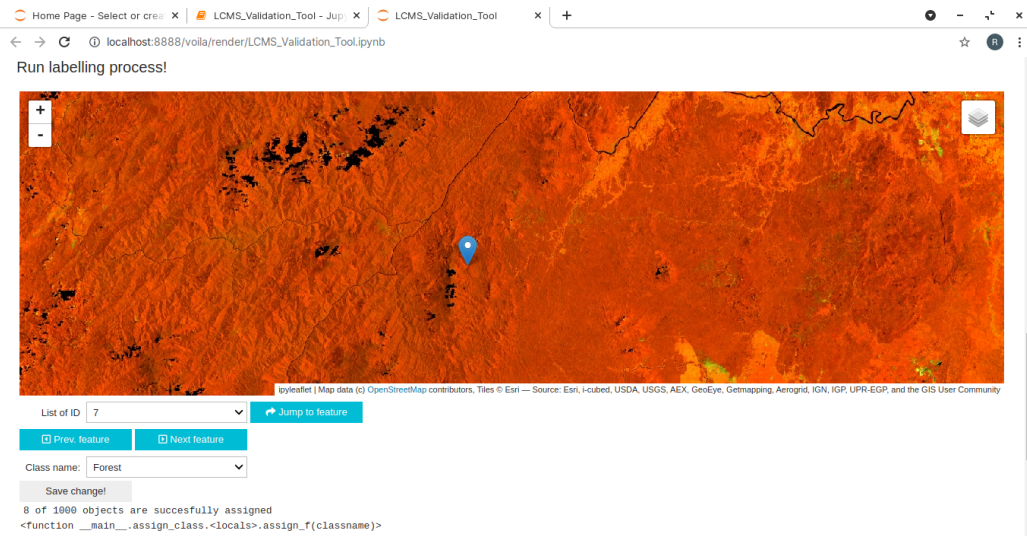 Home Page - Select or crea
LCMS_Validation_Tool - Jup
LCMS_Validation_Tool
localhost:8888/voila/render/LCMS_Validation_Tool.ipynb
R
Run labelling process!
+
-
ipyleaflet | Map data (c) OpenStreetMap contributors, Tiles © Esri — Source: Esri, i-cubed, USDA, USGS, AEX, GeoEye, Getmapping, Aerogrid, IGN, IGP, UPR-EGP, and the GIS User Community
List of ID 7 Jump to feature
Prev. feature Next feature
Class name: Forest
Save change!
8 of 1000 objects are succesfully assigned
<function __main__.assign_class.<locals>.assign_f(classname)>